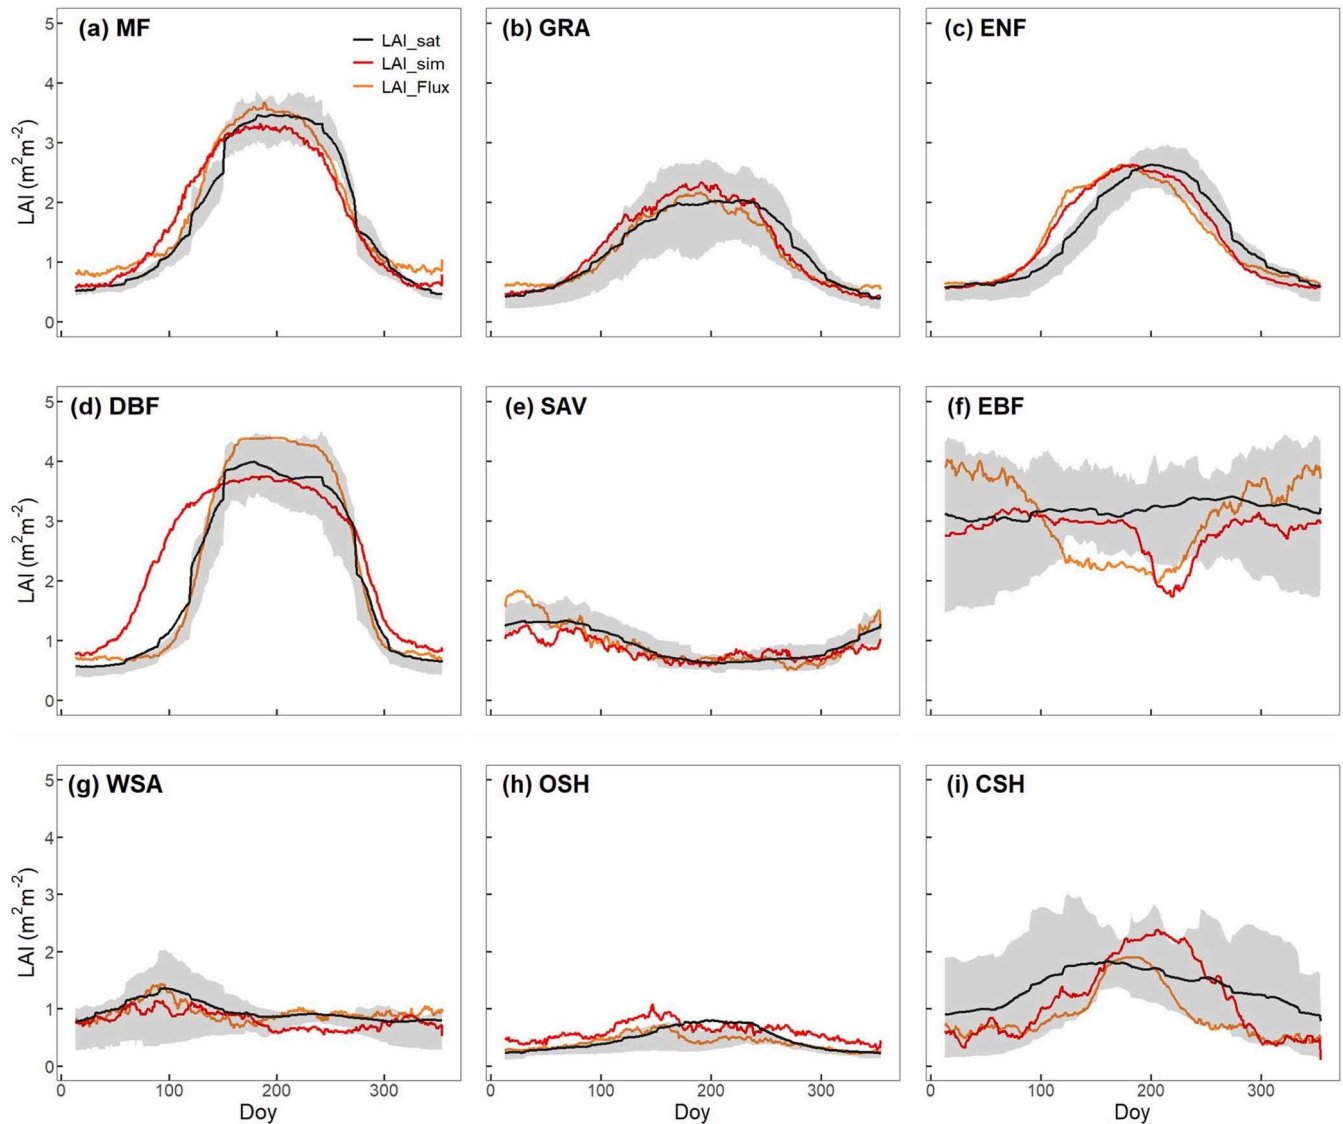 (a) MF
LAI_sat
LAI_sim
LAI_Flux
5
4
3
2
1
0
LAI (m²m⁻²)
(b) GRA
(c) ENF
(d) DBF
5
4
3
2
1
0
LAI (m²m⁻²)
(e) SAV
(f) EBF
(g) WSA
5
4
3
2
1
0
LAI (m²m⁻²)
0 100 200 300
Doy
(h) OSH
0 100 200 300
Doy
(i) CSH
0 100 200 300
Doy